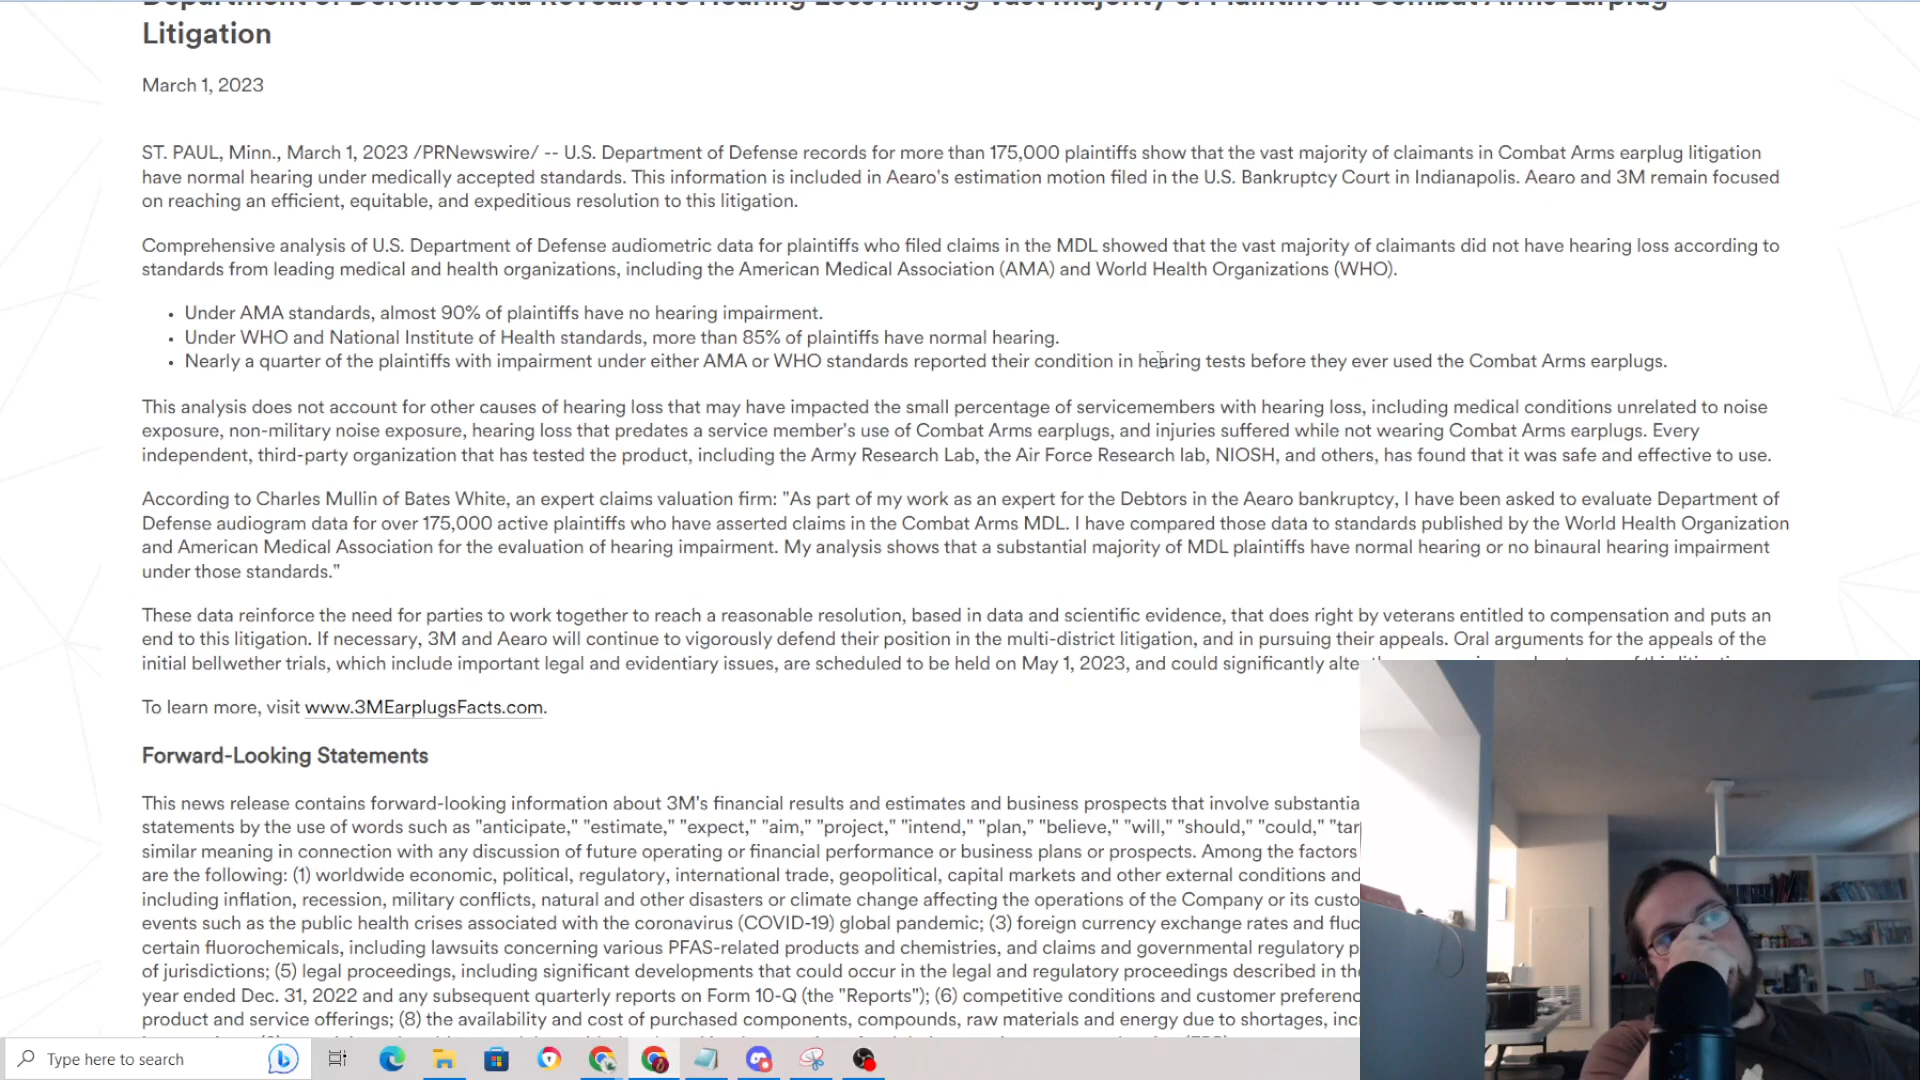 Department of Defense Data Reveals No Hearing Loss Among Vast Majority of Plaintiffs in Combat Arms Earplug
Litigation
March 1, 2023
ST. PAUL, Minn., March 1, 2023 /PRNewswire/ -- U.S. Department of Defense records for more than 175,000 plaintiffs show that the vast majority of claimants in Combat Arms earplug litigation
have normal hearing under medically accepted standards. This information is included in Aearo's estimation motion filed in the U.S. Bankruptcy Court in Indianapolis. Aearo and 3M remain focused
on reaching an efficient, equitable, and expeditious resolution to this litigation.
Comprehensive analysis of U.S. Department of Defense audiometric data for plaintiffs who filed claims in the MDL showed that the vast majority of claimants did not have hearing loss according to
standards from leading medical and health organizations, including the American Medical Association (AMA) and World Health Organizations (WHO).
• Under AMA standards, almost 90% of plaintiffs have no hearing impairment.
• Under WHO and National Institute of Health standards, more than 85% of plaintiffs have normal hearing.
• Nearly a quarter of the plaintiffs with impairment under either AMA or WHO standards reported their condition in hearing tests before they ever used the Combat Arms earplugs.
This analysis does not account for other causes of hearing loss that may have impacted the small percentage of servicemembers with hearing loss, including medical conditions unrelated to noise
exposure, non-military noise exposure, hearing loss that predates a service member's use of Combat Arms earplugs, and injuries suffered while not wearing Combat Arms earplugs. Every
independent, third-party organization that has tested the product, including the Army Research Lab, the Air Force Research lab, NIOSH, and others, has found that it was safe and effective to use.
According to Charles Mullin of Bates White, an expert claims valuation firm: "As part of my work as an expert for the Debtors in the Aearo bankruptcy, I have been asked to evaluate Department of
Defense audiogram data for over 175,000 active plaintiffs who have asserted claims in the Combat Arms MDL. I have compared those data to standards published by the World Health Organization
and American Medical Association for the evaluation of hearing impairment. My analysis shows that a substantial majority of MDL plaintiffs have normal hearing or no binaural hearing impairment
under those standards."
These data reinforce the need for parties to work together to reach a reasonable resolution, based in data and scientific evidence, that does right by veterans entitled to compensation and puts an
end to this litigation. If necessary, 3M and Aearo will continue to vigorously defend their position in the multi-district litigation, and in pursuing their appeals. Oral arguments for the appeals of the
initial bellwether trials, which include important legal and evidentiary issues, are scheduled to be held on May 1, 2023, and could significantly alte
To learn more, visit www.3MEarplugsFacts.com.
Forward-Looking Statements
This news release contains forward-looking information about 3M's financial results and estimates and business prospects that involve substantia
statements by the use of words such as "anticipate," "estimate," "expect," "aim," "project," "intend," "plan," "believe," "will," "should," "could," "tar
similar meaning in connection with any discussion of future operating or financial performance or business plans or prospects. Among the factors
are the following: (1) worldwide economic, political, regulatory, international trade, geopolitical, capital markets and other external conditions and
including inflation, recession, military conflicts, natural and other disasters or climate change affecting the operations of the Company or its custo
events such as the public health crises associated with the coronavirus (COVID-19) global pandemic; (3) foreign currency exchange rates and fluc
certain fluorochemicals, including lawsuits concerning various PFAS-related products and chemistries, and claims and governmental regulatory p
of jurisdictions; (5) legal proceedings, including significant developments that could occur in the legal and regulatory proceedings described in the
year ended Dec. 31, 2022 and any subsequent quarterly reports on Form 10-Q (the "Reports"); (6) competitive conditions and customer preferenc
product and service offerings; (8) the availability and cost of purchased components, compounds, raw materials and energy due to shortages, incr
Type here to search